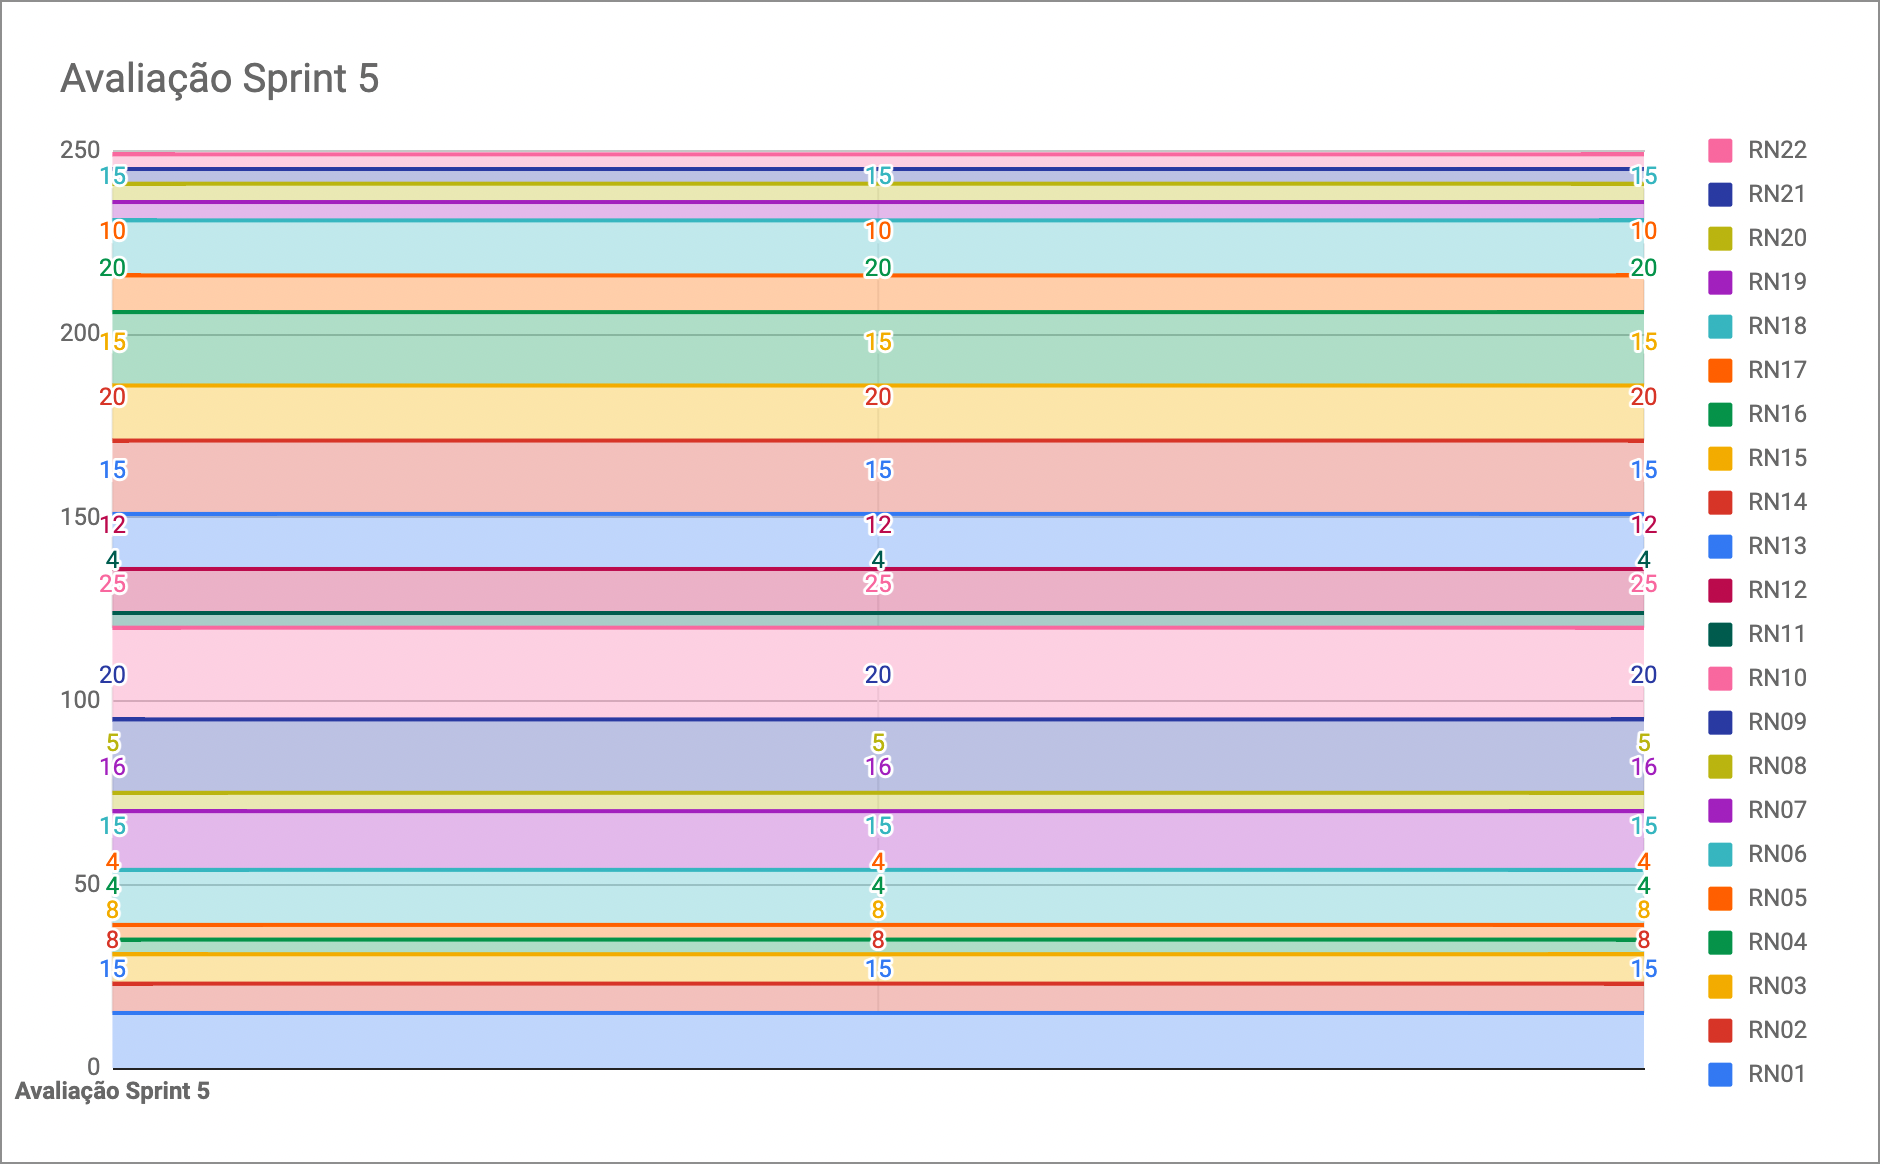 Avaliação Sprint 5
250
15 15 15
10 10 10
20 20 20
200
15 15 15
20 20 20
15 15 15
150
12 12 12
4 4 4
25 25 25
20 20 20
100
5 5 5
16 16 16
15 15 15
4 4 4
50
4 4 4
8 8 8
8 8 8
15 15 15
0
Avaliação Sprint 5
RN22
RN21
RN20
RN19
RN18
RN17
RN16
RN15
RN14
RN13
RN12
RN11
RN10
RN09
RN08
RN07
RN06
RN05
RN04
RN03
RN02
RN01